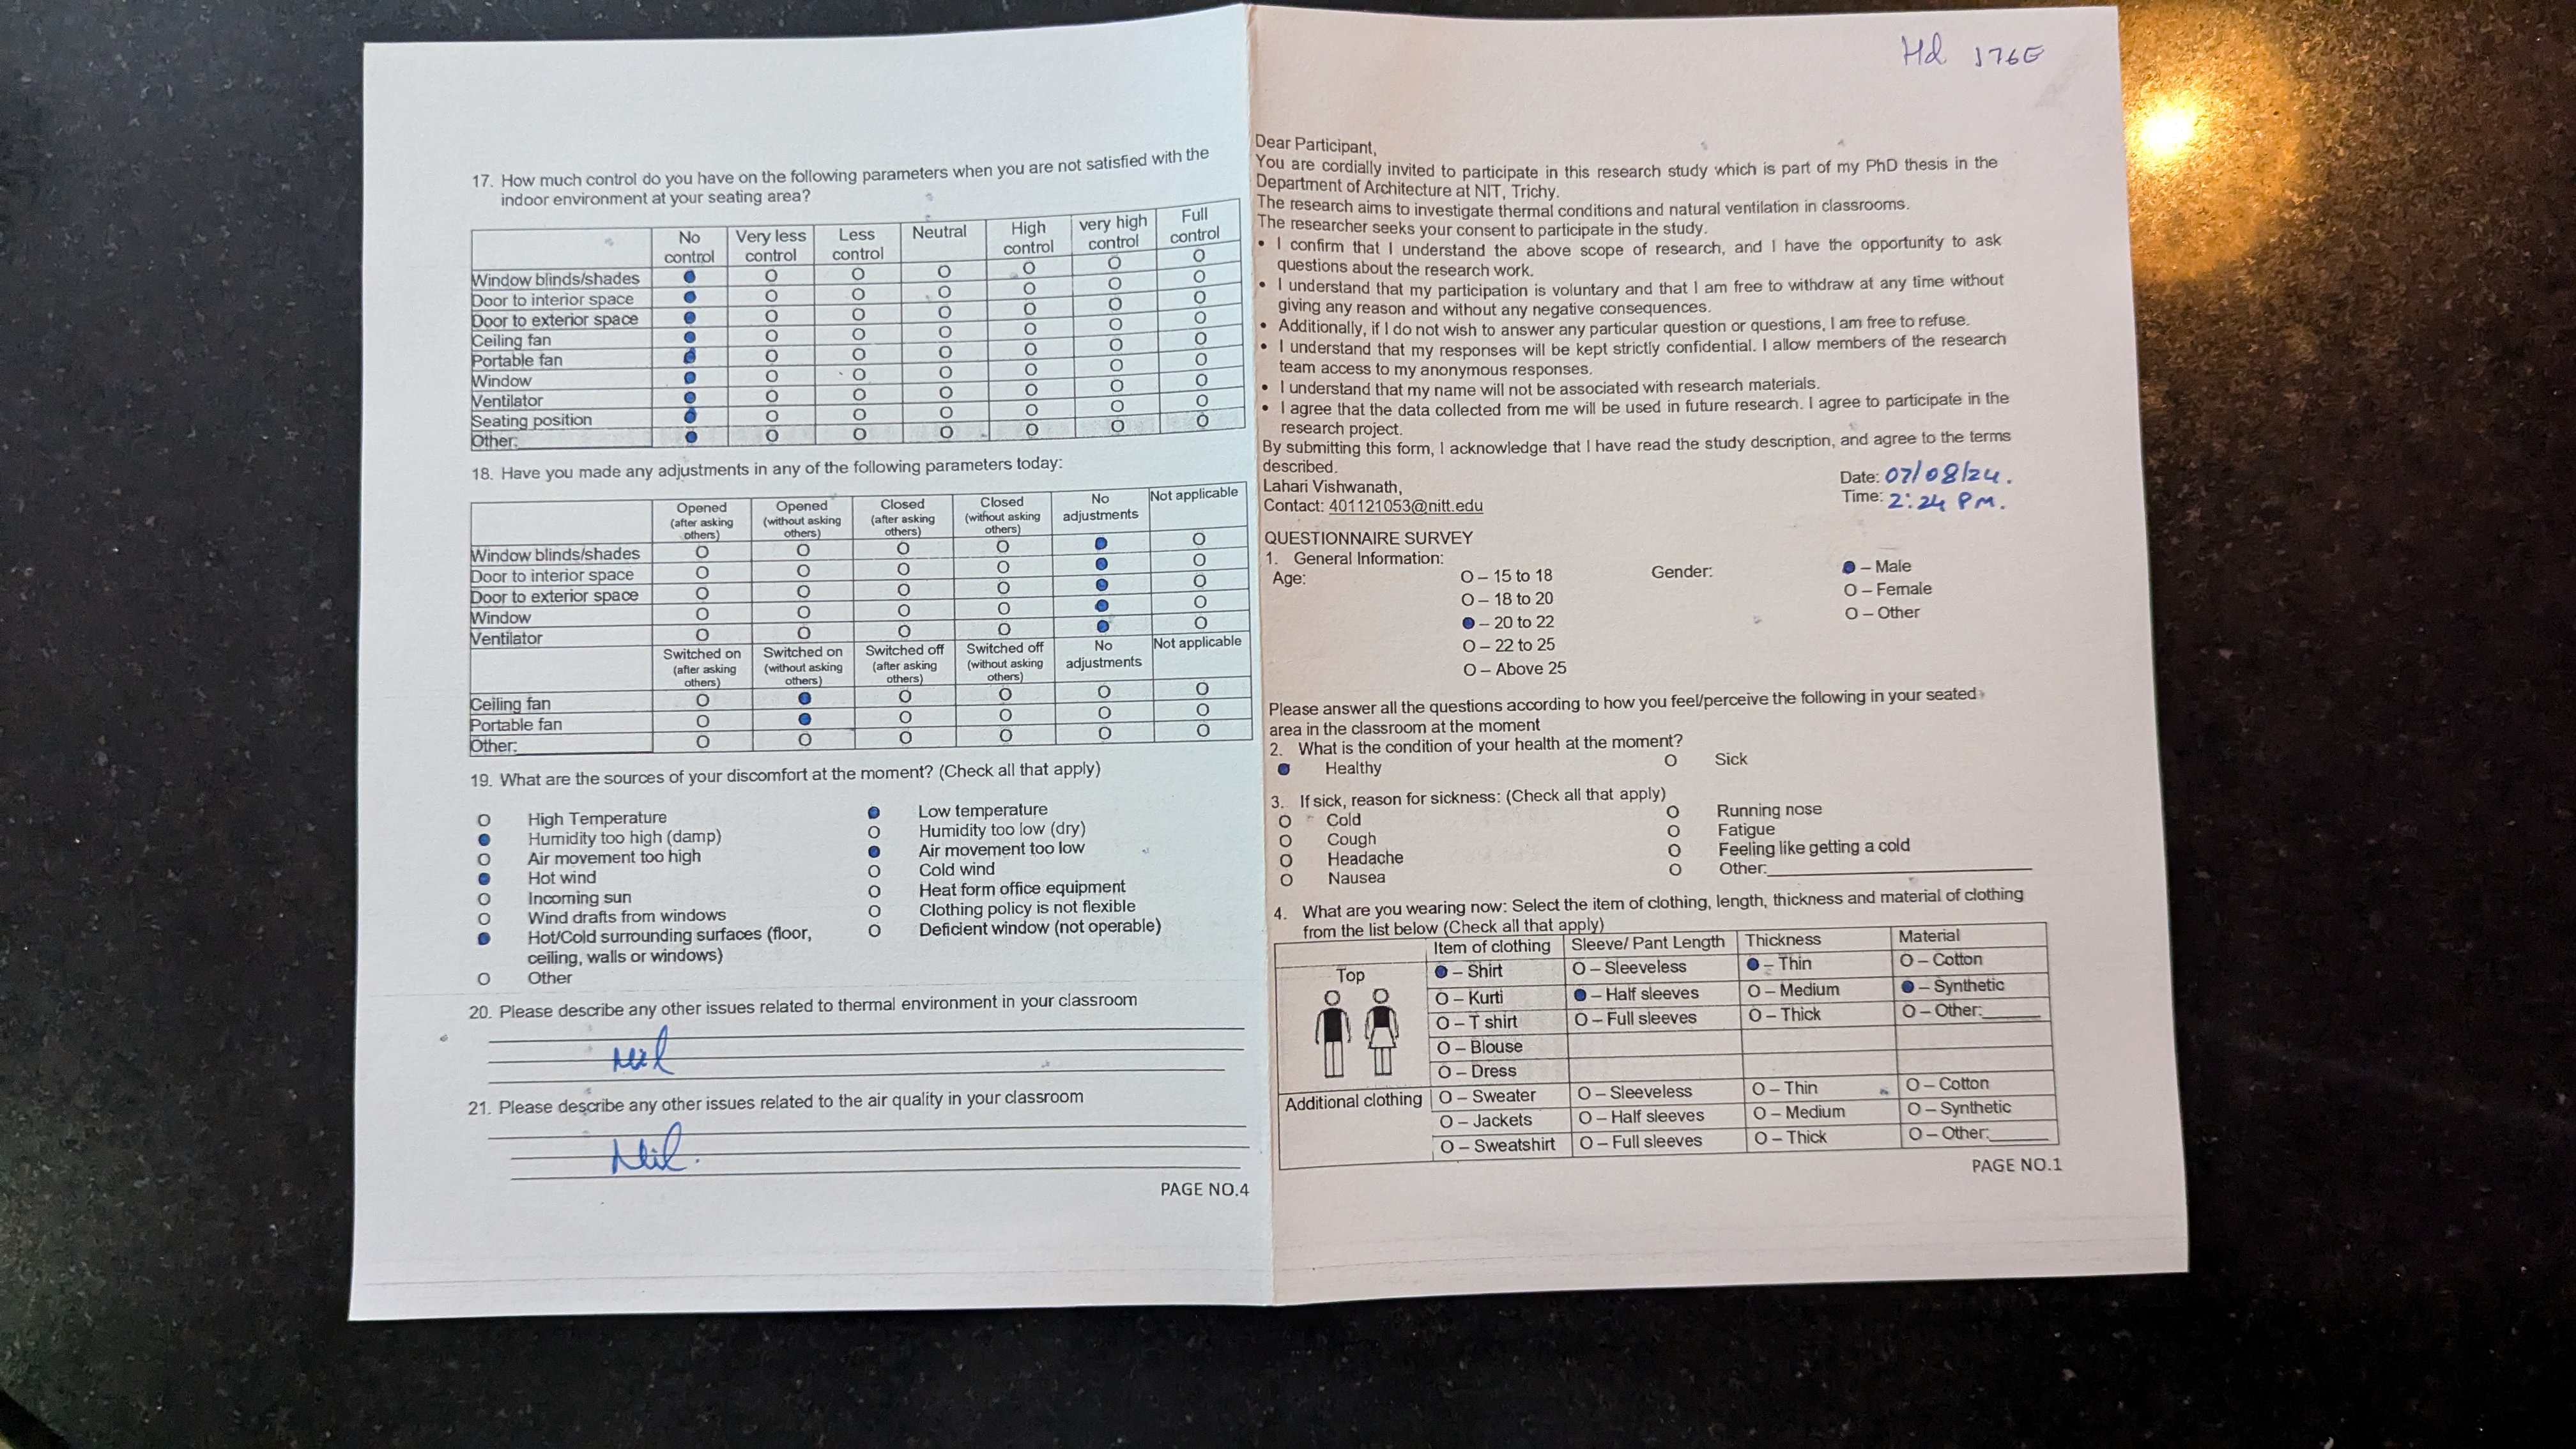 17. How much control do you have on the following parameters when you are not satisfied with the
indoor environment at your seating area?
No control Very less control Less control Neutral High control very high control Full control
Window blinds/shades ● O O O O O O
Door to interior space ● O O O O O O
Door to exterior space ● O O O O O O
Ceiling fan ● O O O O O O
Portable fan ● O O O O O O
Window ● O O O O O O
Ventilator ● O O O O O O
Seating position ● O O O O O O
Other: ● O O O O O O
18. Have you made any adjustments in any of the following parameters today:
Opened (after asking others) Opened (without asking others) Closed (after asking others) Closed (without asking others) No adjustments Not applicable
Window blinds/shades O O O O ● O
Door to interior space O O O O ● O
Door to exterior space O O O O ● O
Window O O O O ● O
Ventilator O O O O ● O
Switched on (after asking others) Switched on (without asking others) Switched off (after asking others) Switched off (without asking others) No adjustments Not applicable
Ceiling fan O ● O O O O
Portable fan O ● O O O O
Other: O O O O O O
19. What are the sources of your discomfort at the moment? (Check all that apply)
O High Temperature ● Low temperature
● Humidity too high (damp) O Humidity too low (dry)
O Air movement too high ● Air movement too low
● Hot wind O Cold wind
O Incoming sun O Heat form office equipment
O Wind drafts from windows O Clothing policy is not flexible
● Hot/Cold surrounding surfaces (floor, O Deficient window (not operable)
ceiling, walls or windows)
O Other
20. Please describe any other issues related to thermal environment in your classroom
Nil
21. Please describe any other issues related to the air quality in your classroom
Nil.
PAGE NO.4
Hd 176E
Dear Participant,
You are cordially invited to participate in this research study which is part of my PhD thesis in the
Department of Architecture at NIT, Trichy.
The research aims to investigate thermal conditions and natural ventilation in classrooms.
The researcher seeks your consent to participate in the study.
• I confirm that I understand the above scope of research, and I have the opportunity to ask
questions about the research work.
• I understand that my participation is voluntary and that I am free to withdraw at any time without
giving any reason and without any negative consequences.
• Additionally, if I do not wish to answer any particular question or questions, I am free to refuse.
• I understand that my responses will be kept strictly confidential. I allow members of the research
team access to my anonymous responses.
• I understand that my name will not be associated with research materials.
• I agree that the data collected from me will be used in future research. I agree to participate in the
research project.
By submitting this form, I acknowledge that I have read the study description, and agree to the terms
described.
Lahari Vishwanath,
Contact: 401121053@nitt.edu
Date: 07/08/24.
Time: 2:24 PM.
QUESTIONNAIRE SURVEY
1. General Information:
Age: O – 15 to 18 Gender: ● – Male
O – 18 to 20 O – Female
● – 20 to 22 O – Other
O – 22 to 25
O – Above 25
Please answer all the questions according to how you feel/perceive the following in your seated
area in the classroom at the moment
2. What is the condition of your health at the moment?
● Healthy O Sick
3. If sick, reason for sickness: (Check all that apply)
O Cold O Running nose
O Cough O Fatigue
O Headache O Feeling like getting a cold
O Nausea O Other:
4. What are you wearing now: Select the item of clothing, length, thickness and material of clothing
from the list below (Check all that apply)
Item of clothing Sleeve/ Pant Length Thickness Material
Top ● – Shirt O – Sleeveless ● – Thin O – Cotton
O – Kurti ● – Half sleeves O – Medium ● – Synthetic
O – T shirt O – Full sleeves O – Thick O – Other:
O – Blouse
O – Dress
Additional clothing O – Sweater O – Sleeveless O – Thin O – Cotton
O – Jackets O – Half sleeves O – Medium O – Synthetic
O – Sweatshirt O – Full sleeves O – Thick O – Other:
PAGE NO.1